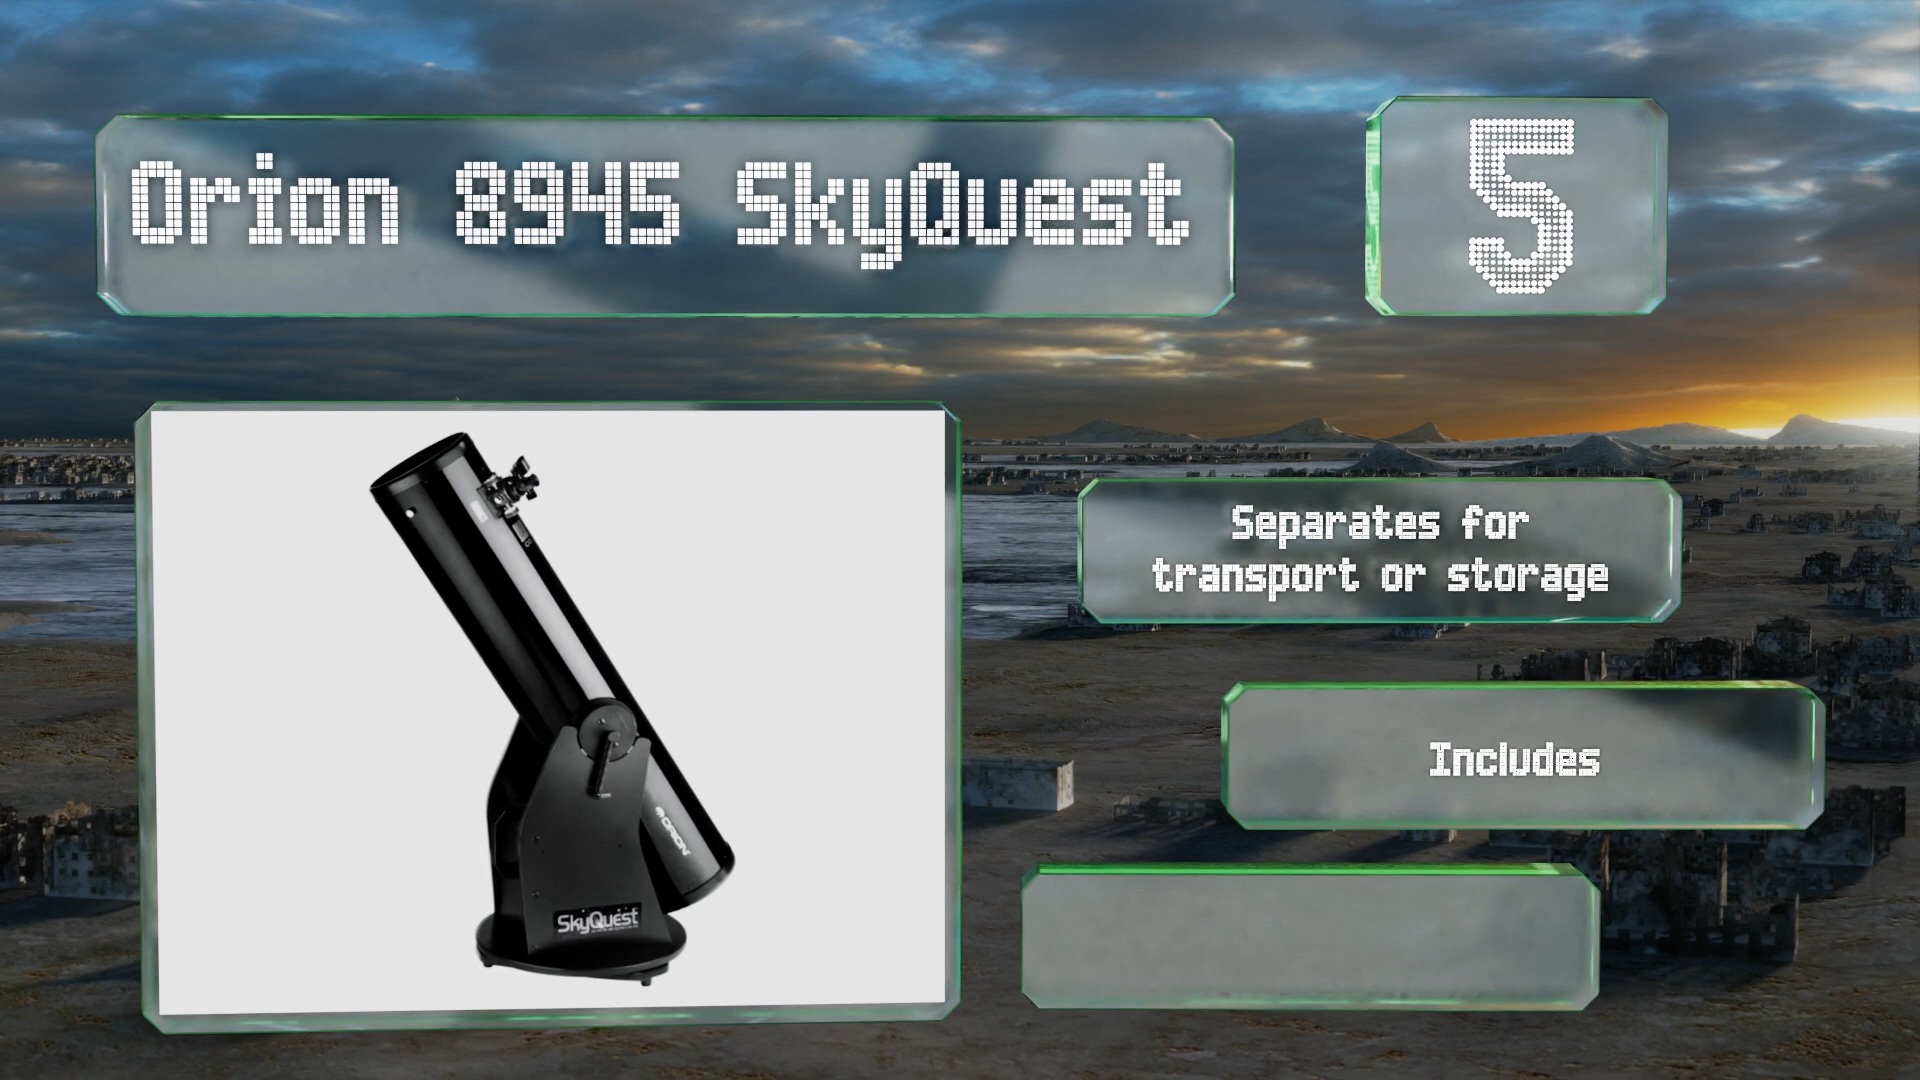 Orion 8945 SkyQuest
5
Separates for
transport or storage
Includes
ORION
SkyQuest